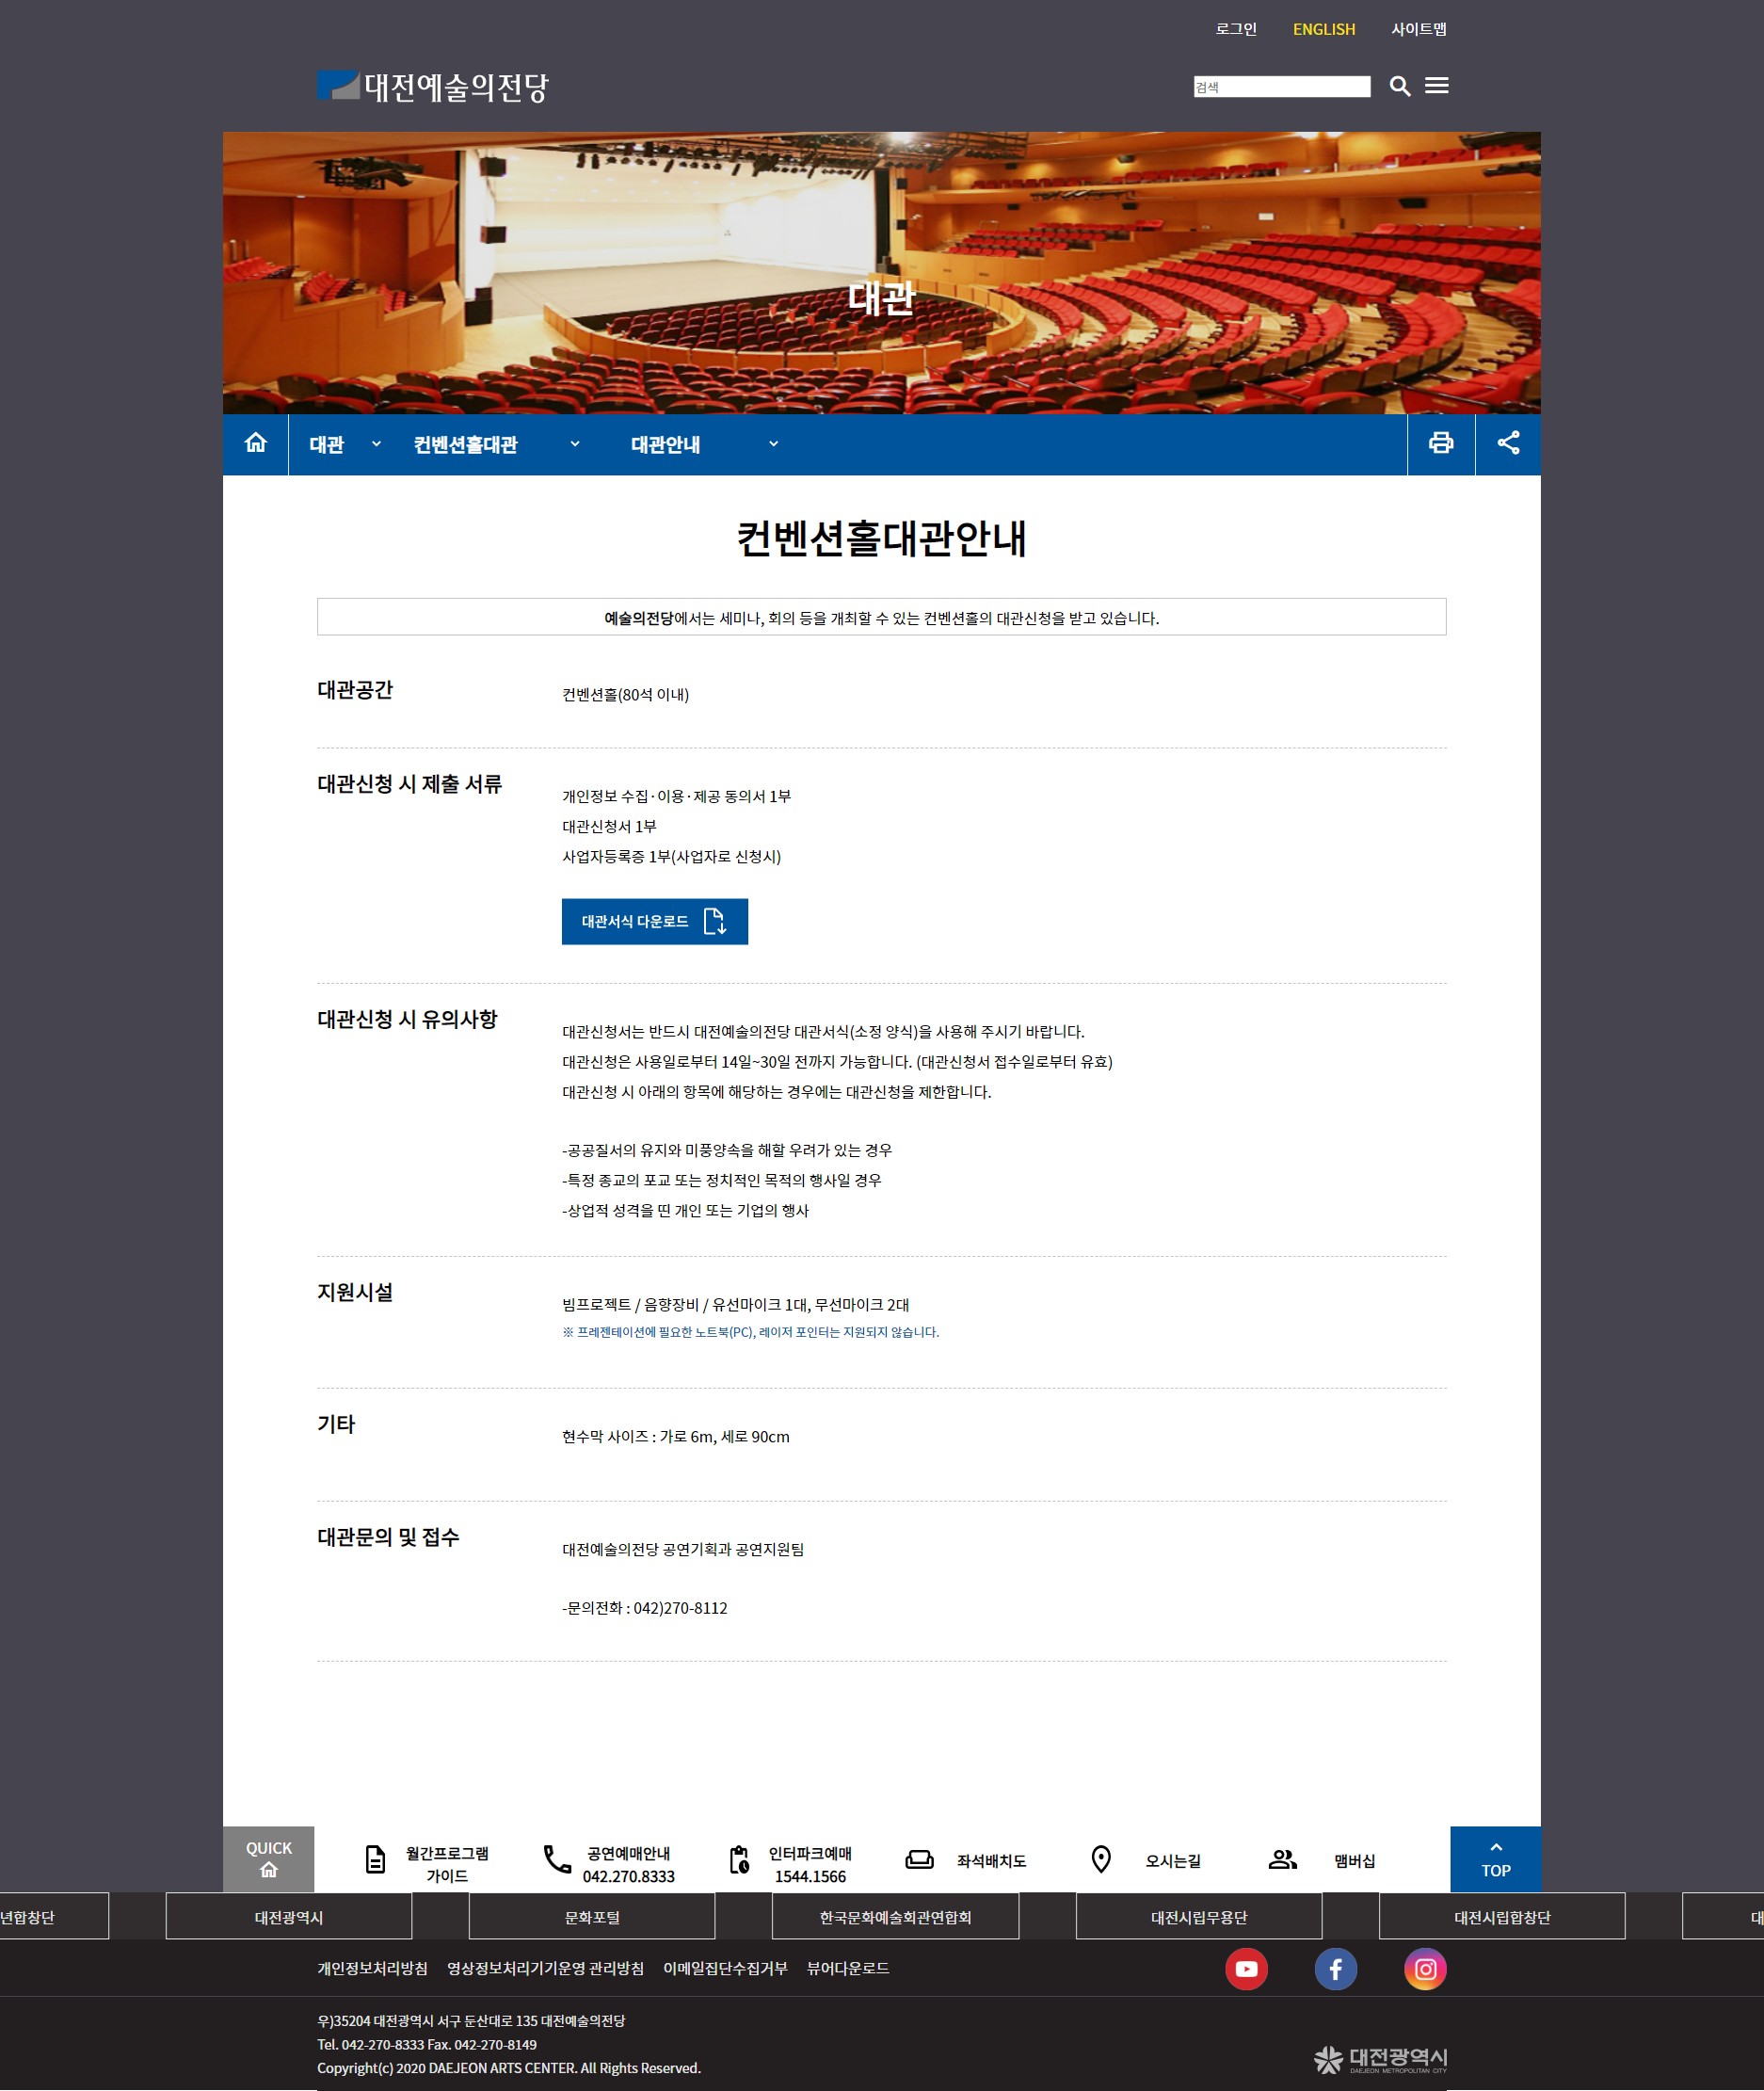 로그인 ENGLISH 사이트맵
대전예술의전당
검색
대관
대관 컨벤션홀대관 대관안내
컨벤션홀대관안내
예술의전당에서는 세미나, 회의 등을 개최할 수 있는 컨벤션홀의 대관신청을 받고 있습니다.
대관공간
컨벤션홀(80석 이내)
대관신청 시 제출 서류
개인정보 수집·이용·제공 동의서 1부
대관신청서 1부
사업자등록증 1부(사업자로 신청시)
대관서식 다운로드
대관신청 시 유의사항
대관신청서는 반드시 대전예술의전당 대관서식(소정 양식)을 사용해 주시기 바랍니다.
대관신청은 사용일로부터 14일~30일 전까지 가능합니다. (대관신청서 접수일로부터 유효)
대관신청 시 아래의 항목에 해당하는 경우에는 대관신청을 제한합니다.
-공공질서의 유지와 미풍양속을 해할 우려가 있는 경우
-특정 종교의 포교 또는 정치적인 목적의 행사일 경우
-상업적 성격을 띤 개인 또는 기업의 행사
지원시설
빔프로젝트 / 음향장비 / 유선마이크 1대, 무선마이크 2대
※ 프레젠테이션에 필요한 노트북(PC), 레이저 포인터는 지원되지 않습니다.
기타
현수막 사이즈 : 가로 6m, 세로 90cm
대관문의 및 접수
대전예술의전당 공연기획과 공연지원팀
-문의전화 : 042)270-8112
QUICK
월간프로그램
가이드
공연예매안내
042.270.8333
인터파크예매
1544.1566
좌석배치도
오시는길
맴버십
TOP
년합창단 대전광역시 문화포털 한국문화예술회관연합회 대전시립무용단 대전시립합창단 대
개인정보처리방침 영상정보처리기기운영 관리방침 이메일집단수집거부 뷰어다운로드
우)35204 대전광역시 서구 둔산대로 135 대전예술의전당
Tel. 042-270-8333 Fax. 042-270-8149
Copyright(c) 2020 DAEJEON ARTS CENTER. All Rights Reserved.
대전광역시
DAEJEON METROPOLITAN CITY